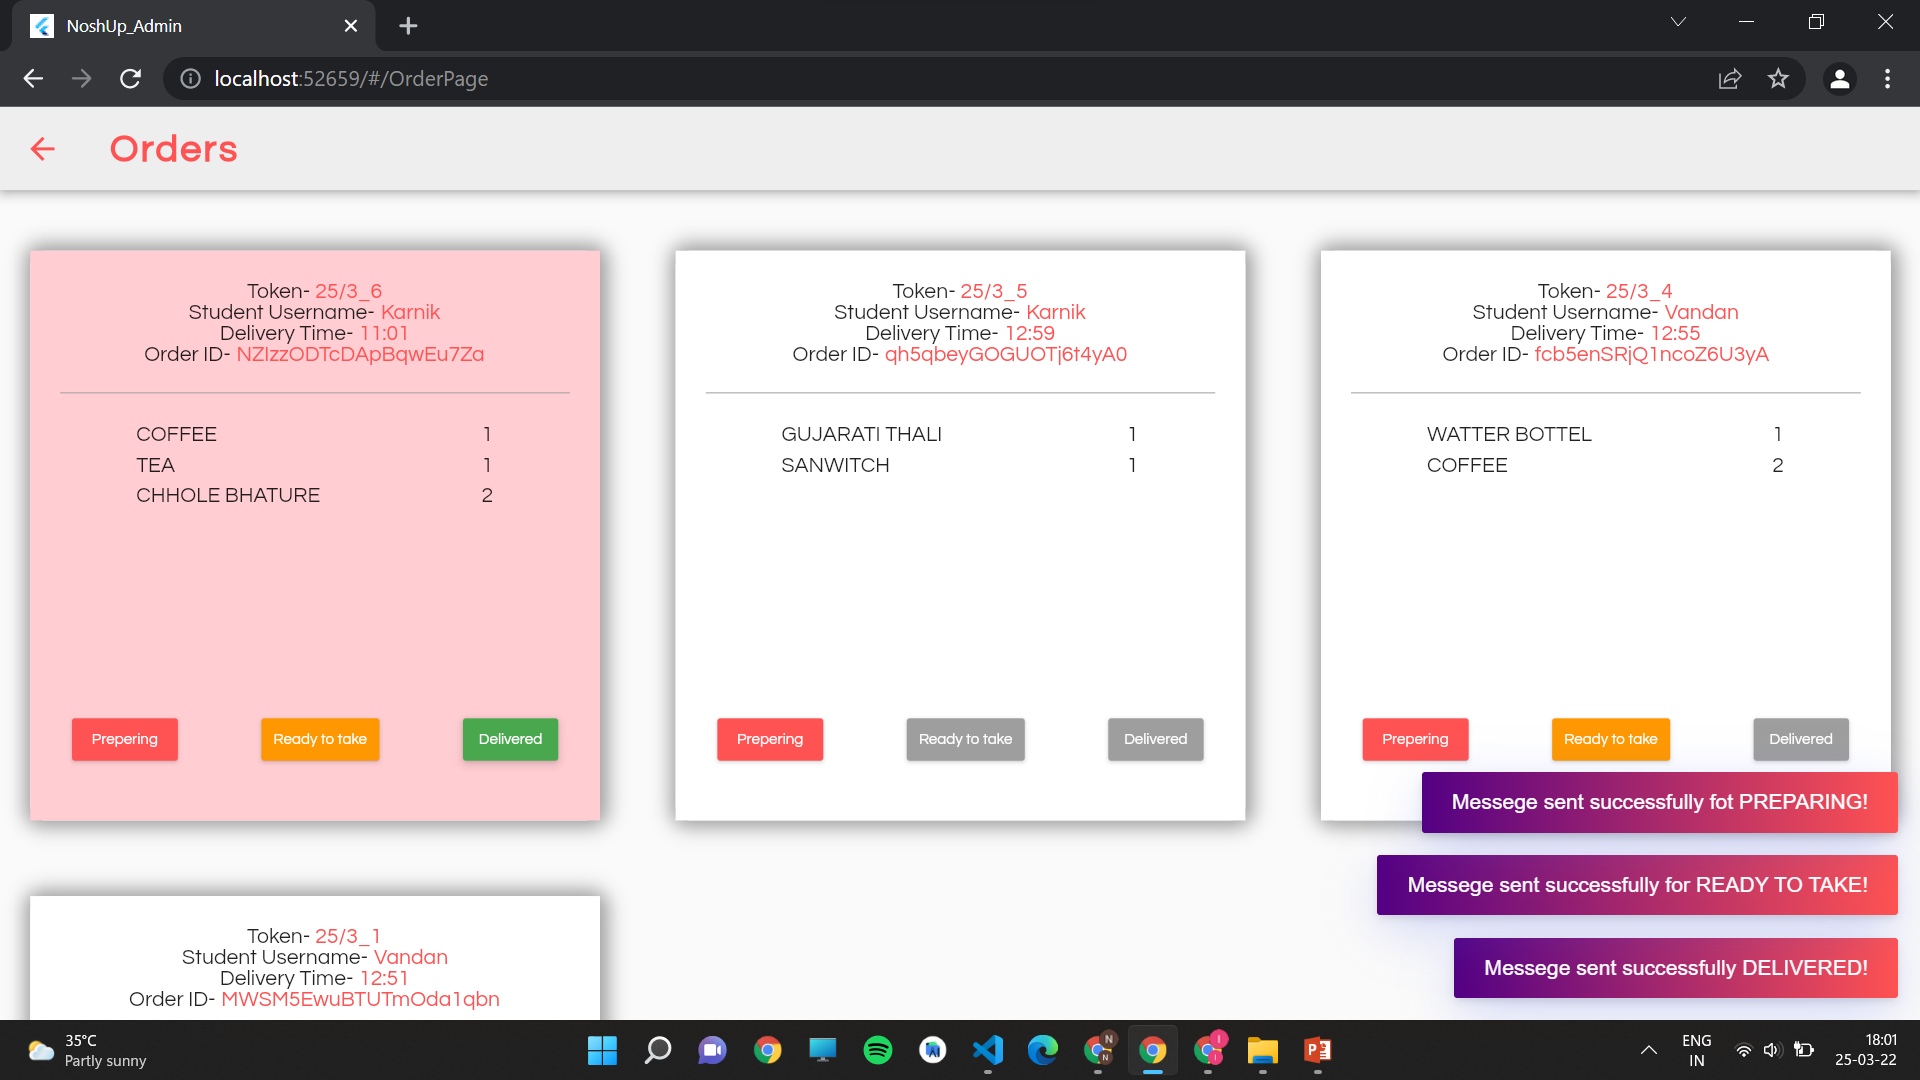 NoshUp_Admin
localhost:52659/#/OrderPage
Orders
Token- 25/3_6
Student Username- Karnik
Delivery Time- 11:01
Order ID- NZIzzODTcDApBqwEu7Za
COFFEE 1
TEA 1
CHHOLE BHATURE 2
Prepering Ready to take Delivered
Token- 25/3_5
Student Username- Karnik
Delivery Time- 12:59
Order ID- qh5qbeyGOGUOTj6t4yA0
GUJARATI THALI 1
SANWITCH 1
Prepering Ready to take Delivered
Token- 25/3_4
Student Username- Vandan
Delivery Time- 12:55
Order ID- fcb5enSRjQ1ncoZ6U3yA
WATTER BOTTEL 1
COFFEE 2
Prepering Ready to take Delivered
Messege sent successfully fot PREPARING!
Messege sent successfully for READY TO TAKE!
Messege sent successfully DELIVERED!
Token- 25/3_1
Student Username- Vandan
Delivery Time- 12:51
Order ID- MWSM5EwuBTUTmOda1qbn
35°C
Partly sunny
ENG
IN
18:01
25-03-22